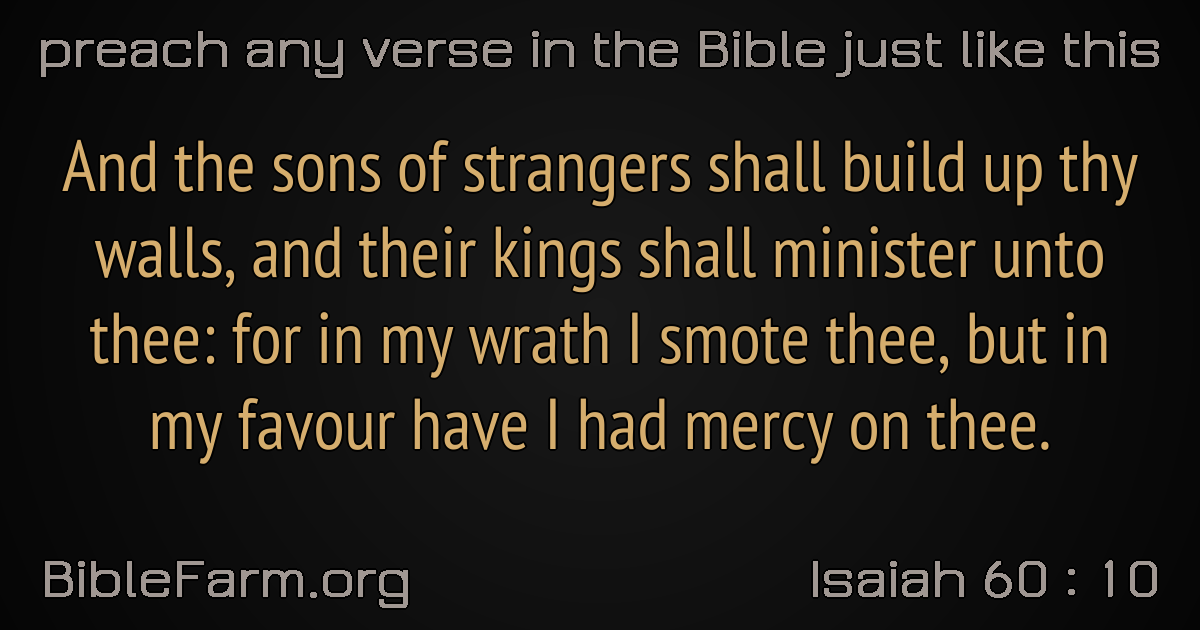 preach any verse in the Bible just like this
And the sons of strangers shall build up thy
walls, and their kings shall minister unto
thee: for in my wrath I smote thee, but in
my favour have I had mercy on thee.
BibleFarm.org
Isaiah 60 : 10